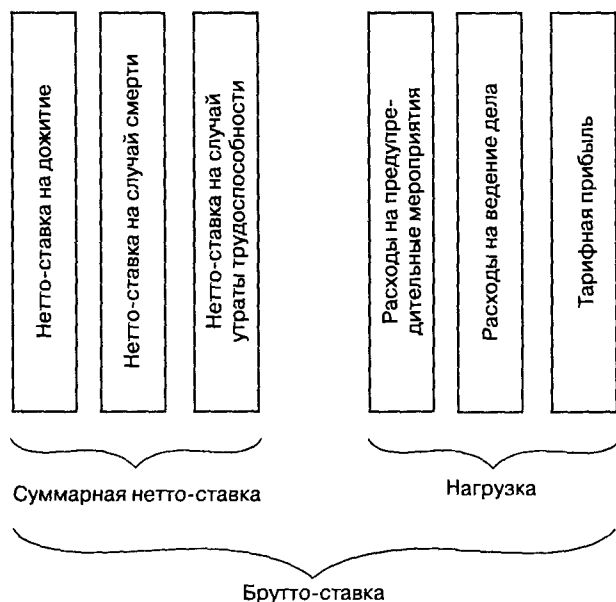 Нетто-ставка на дожитие
Нетто-ставка на случай смерти
Нетто-ставка на случай
утраты трудоспособности
Расходы на предупре-
дительные мероприятия
Расходы на ведение дела
Тарифная прибыль
Суммарная нетто-ставка
Нагрузка
Брутто-ставка